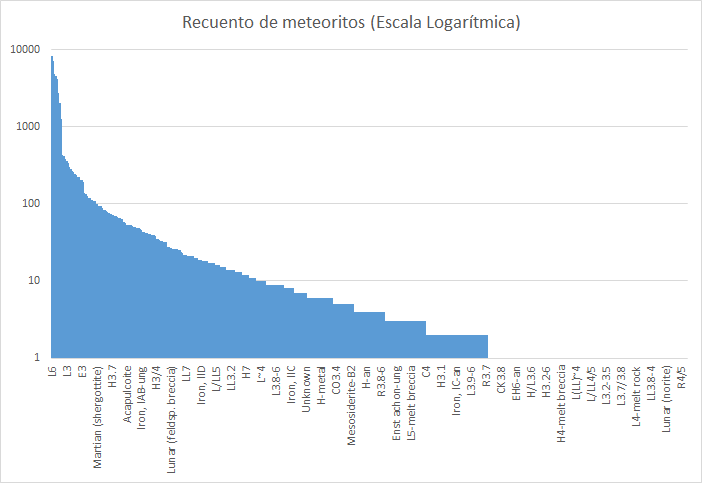 Recuento de meteoritos (Escala Logarítmica)
10000
1000
100
10
1
L6
L3
E3
Martian (shergottite)
H3.7
Acapulcoite
Iron, IAB-ung
H3/4
Lunar (feldsp. breccia)
LL7
Iron, IID
L/LL5
LL3.2
H7
L~4
L3.8-6
Iron, IIC
Unknown
H-metal
CO3.4
Mesosiderite-B2
H-an
R3.8-6
Enst achon-ung
L5-melt breccia
C4
H3.1
Iron, IC-an
L3.9-6
R3.7
CK3.8
EH6-an
H/L3.6
H3.2-6
H4-melt breccia
L(LL)~4
L/LL4/5
L3.2-3.5
L3.7/3.8
L4-melt rock
LL3.8-4
Lunar (norite)
R4/5